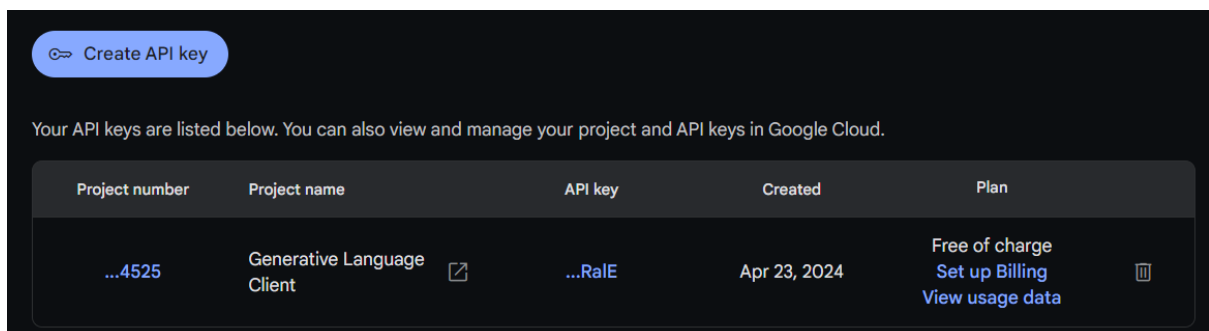 Create API key
Your API keys are listed below. You can also view and manage your project and API keys in Google Cloud.
Project number Project name API key Created Plan
...4525 Generative Language Client ...RalE Apr 23, 2024 Free of charge
Set up Billing
View usage data